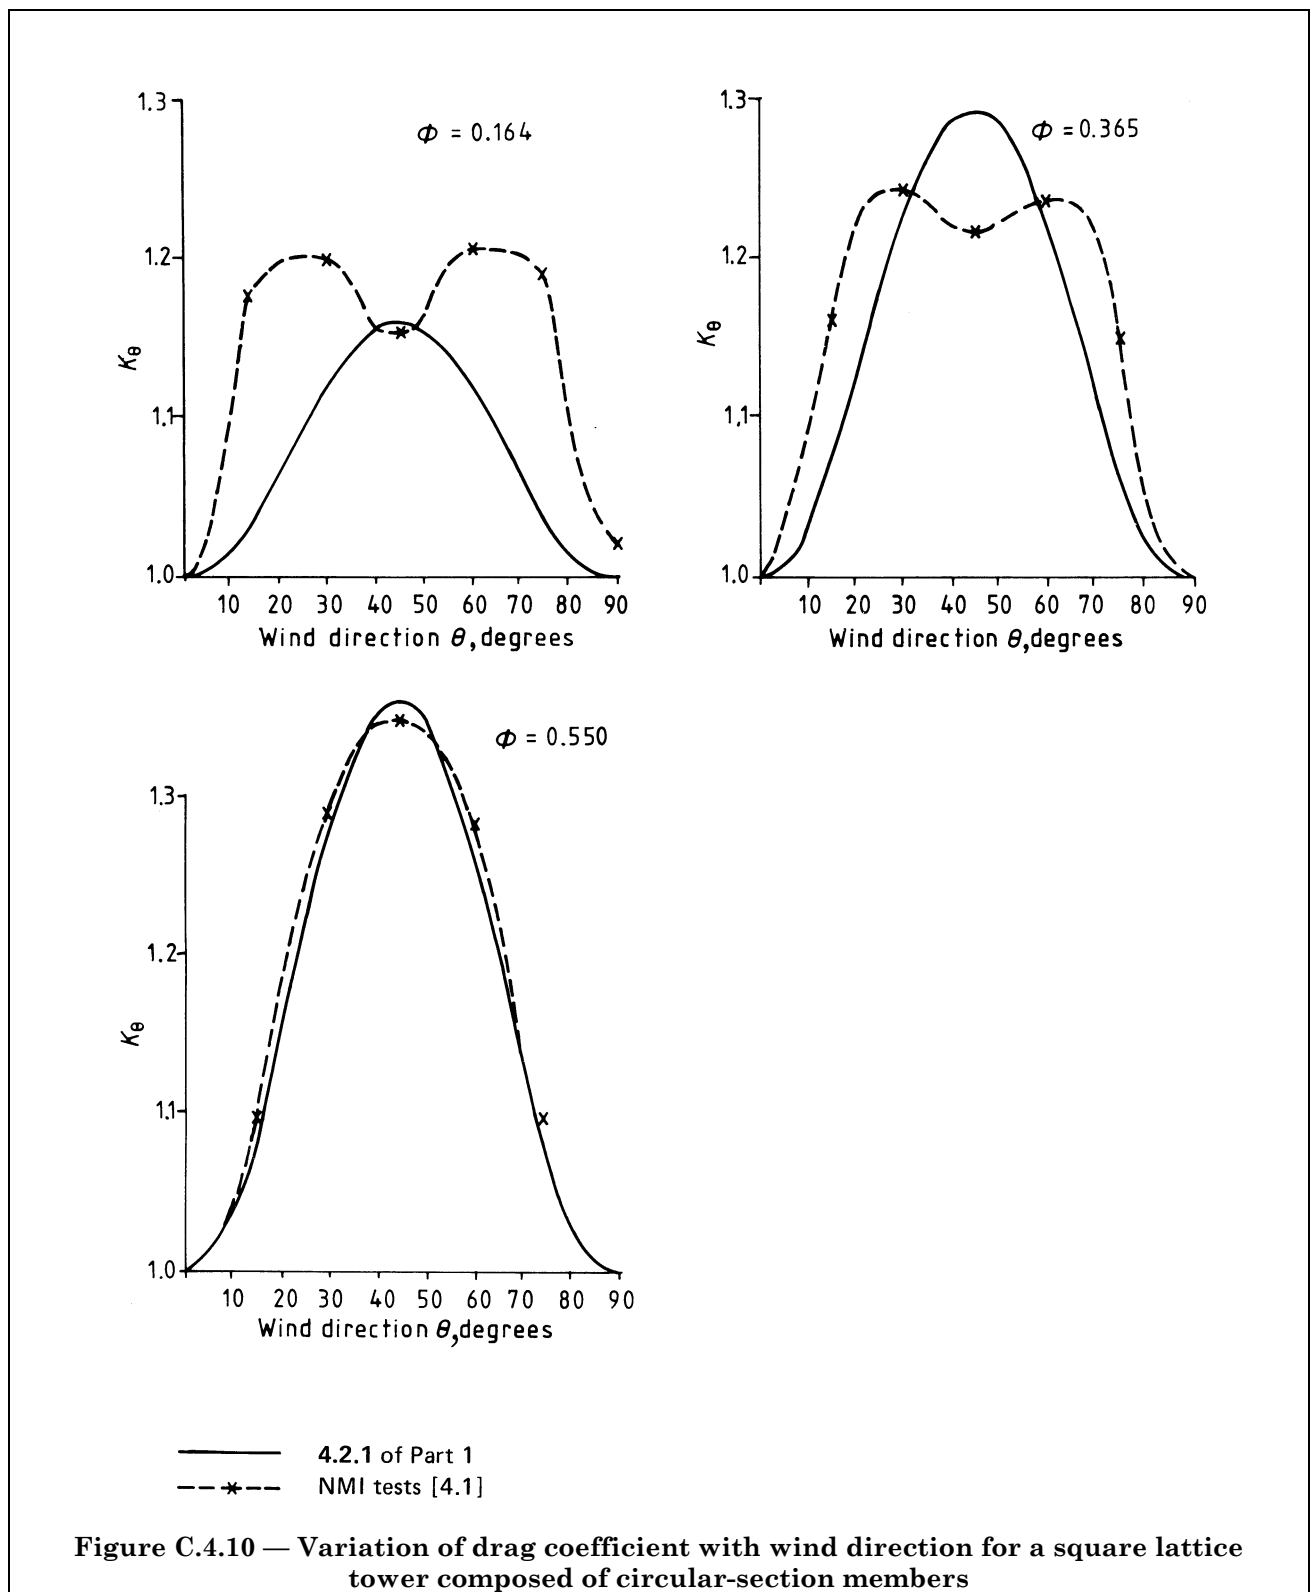 1.3
ϕ = 0.164
1.2
Kθ
1.1
1.0
10 20 30 40 50 60 70 80 90
Wind direction θ, degrees
1.3
ϕ = 0.365
1.2
Kθ
1.1
1.0
10 20 30 40 50 60 70 80 90
Wind direction θ, degrees
ϕ = 0.550
1.3
1.2
Kθ
1.1
1.0
10 20 30 40 50 60 70 80 90
Wind direction θ, degrees
4.2.1 of Part 1
NMI tests [4.1]
Figure C.4.10 — Variation of drag coefficient with wind direction for a square lattice
tower composed of circular-section members